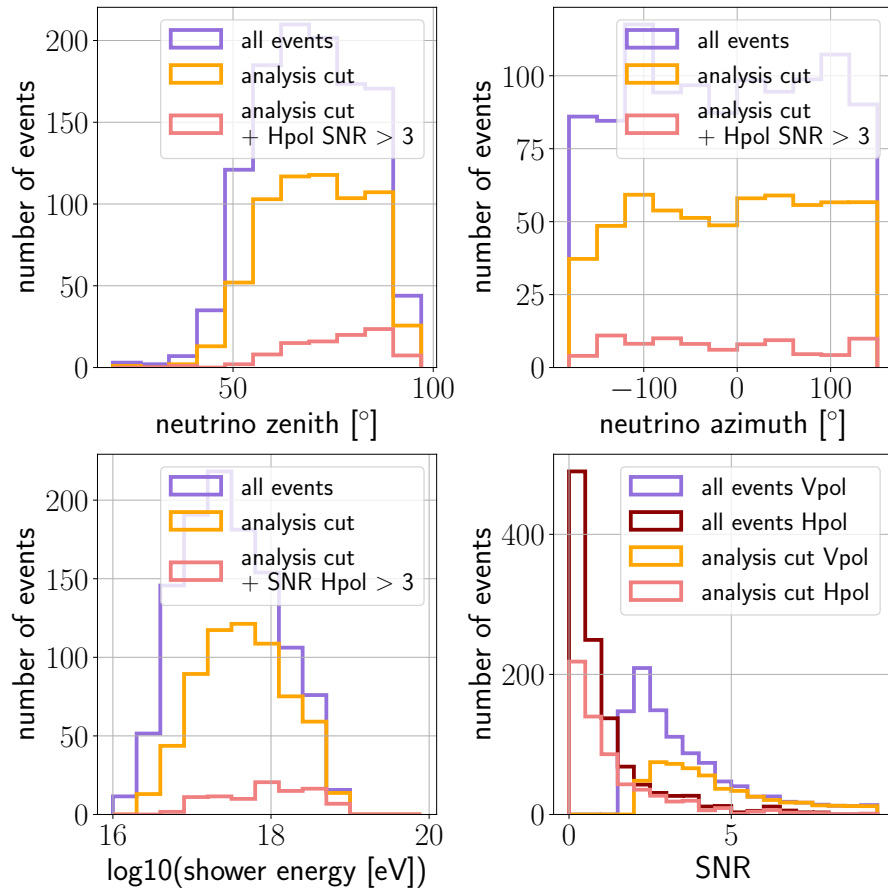 number of events
200
150
100
50
0
all events
analysis cut
analysis cut
+ Hpol SNR > 3
50
100
neutrino zenith [°]
number of events
100
75
50
25
0
all events
analysis cut
analysis cut
+ Hpol SNR > 3
−100
0
100
neutrino azimuth [°]
number of events
200
150
100
50
0
all events
analysis cut
analysis cut
+ SNR Hpol > 3
16
18
20
log10(shower energy [eV])
number of events
400
200
0
all events Vpol
all events Hpol
analysis cut Vpol
analysis cut Hpol
0
5
SNR